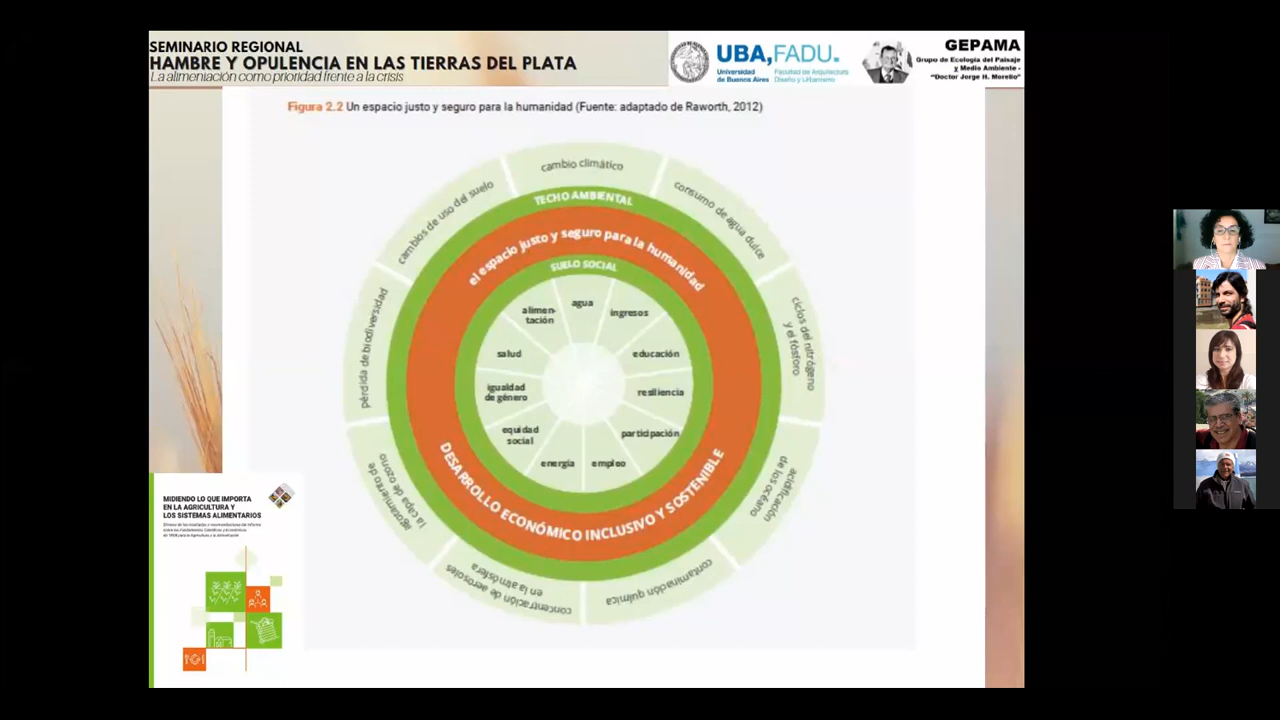 SEMINARIO REGIONAL
HAMBRE Y OPULENCIA EN LAS TIERRAS DEL PLATA
La alimentación como prioridad frente a la crisis
UBA, FADU.
Universidad
de Buenos Aires
Facultad de Arquitectura
Diseño y Urbanismo
GEPAMA
Grupo de Ecología del Paisaje
y Medio Ambiente -
"Doctor Jorge H. Morello"
Figura 2.2 Un espacio justo y seguro para la humanidad (Fuente: adaptado de Raworth, 2012)
cambio climático
consumo de agua dulce
ciclos del nitrógeno
y el fósforo
acidificación
de los océano
contaminación química
concentración de aerosoles
en la atmósfera
agotamiento de
la capa de ozono
pérdida de biodiversidad
cambios de uso del suelo
TECHO AMBIENTAL
el espacio justo y seguro para la humanidad
SUELO SOCIAL
agua
ingresos
educación
resiliencia
participación
empleo
energía
equidad
social
igualdad
de género
salud
alimen-
tación
DESARROLLO ECONÓMICO INCLUSIVO Y SOSTENIBLE
MIDIENDO LO QUE IMPORTA
EN LA AGRICULTURA Y
LOS SISTEMAS ALIMENTARIOS